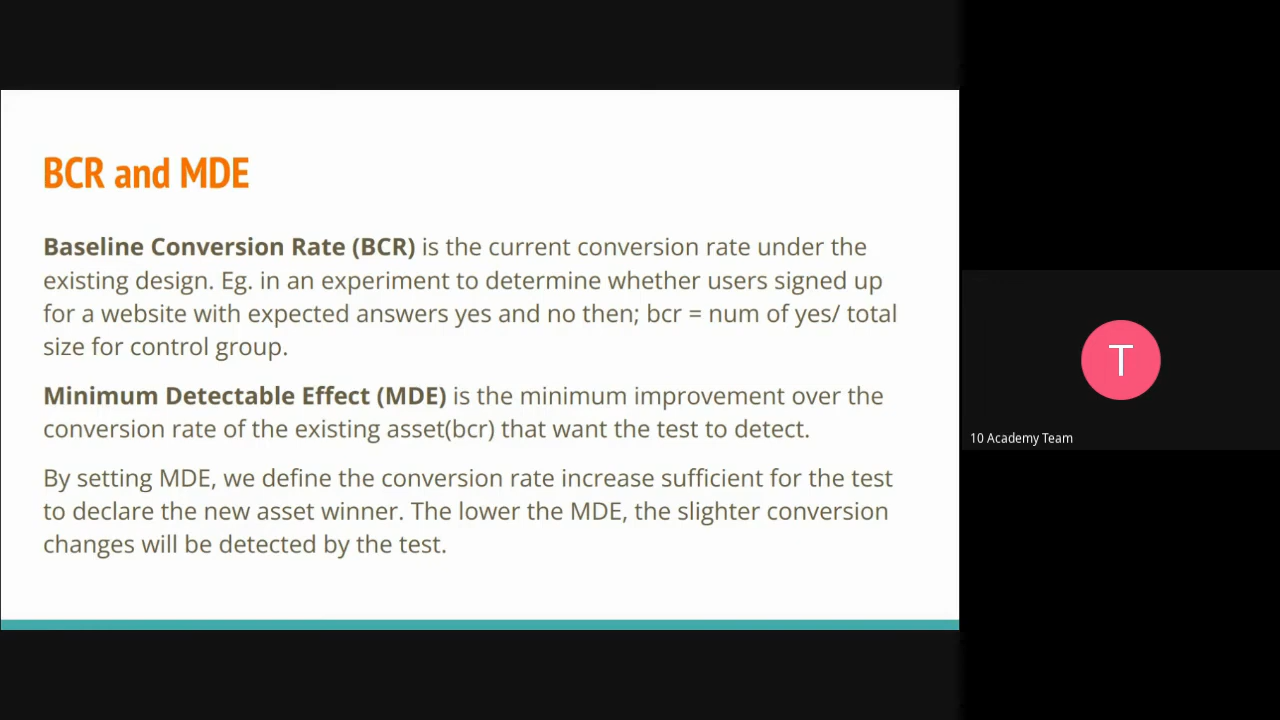 BCR and MDE
Baseline Conversion Rate (BCR) is the current conversion rate under the
existing design. Eg. in an experiment to determine whether users signed up
for a website with expected answers yes and no then; bcr = num of yes/ total
size for control group.
Minimum Detectable Effect (MDE) is the minimum improvement over the
conversion rate of the existing asset(bcr) that want the test to detect.
By setting MDE, we define the conversion rate increase sufficient for the test
to declare the new asset winner. The lower the MDE, the slighter conversion
changes will be detected by the test.
T
10 Academy Team